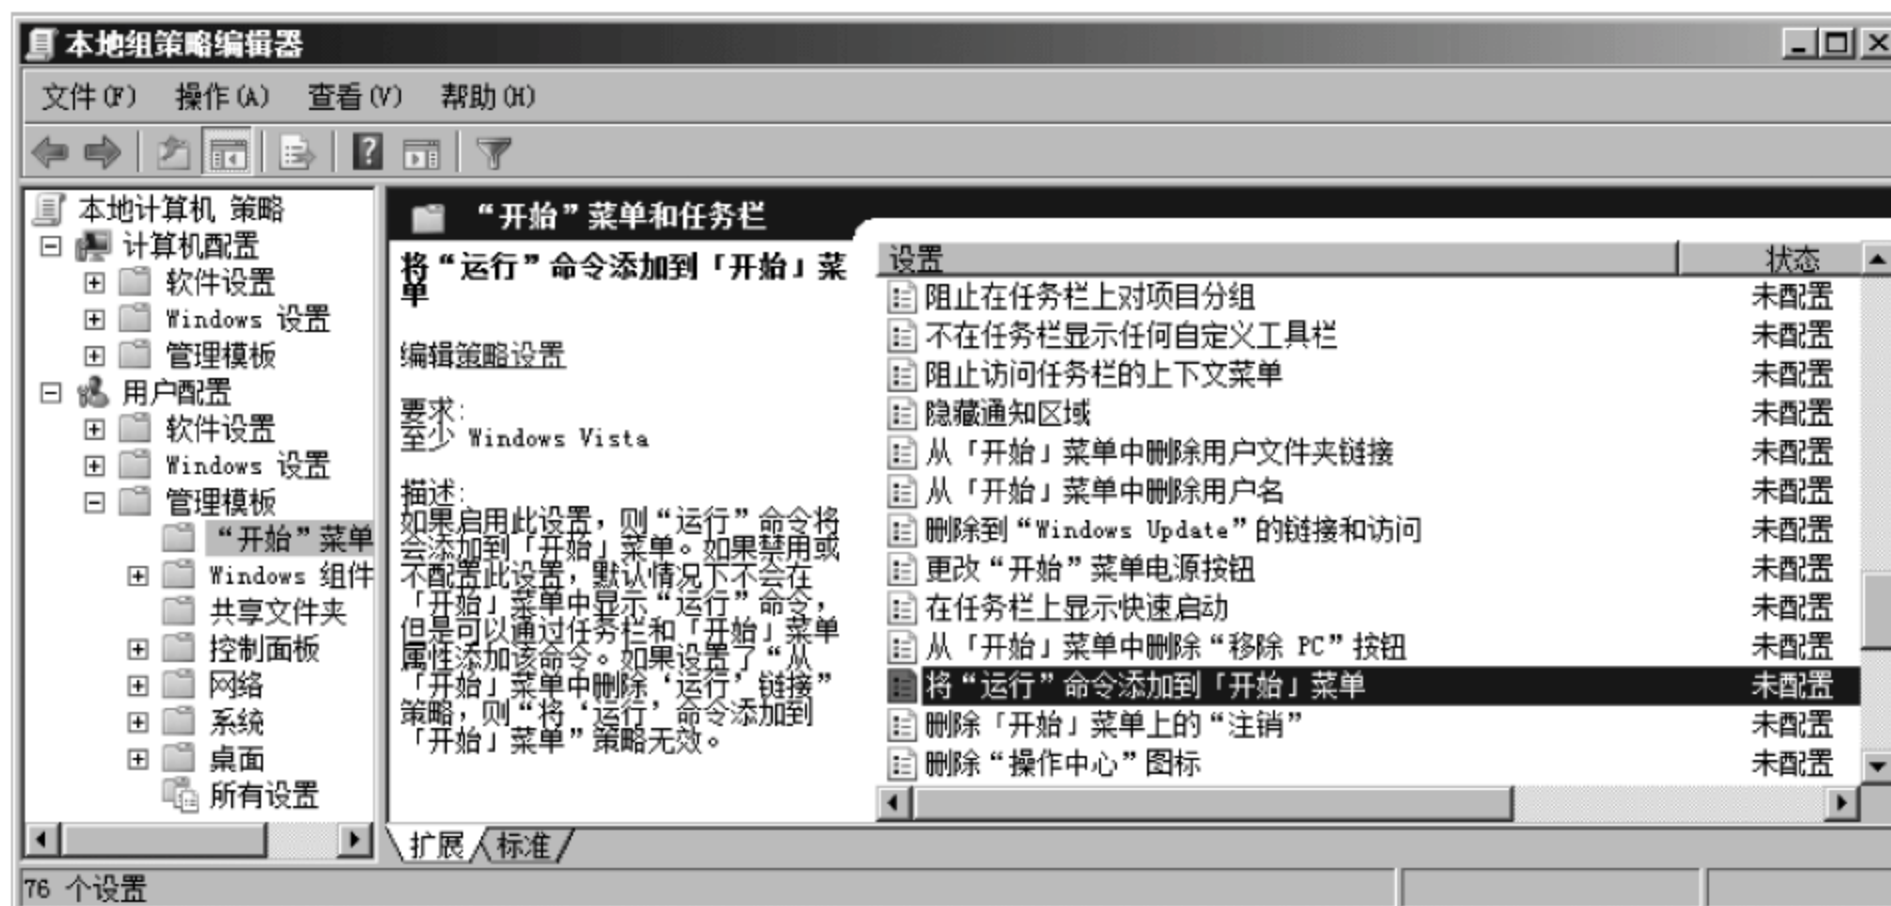 本地组策略编辑器
文件(F) 操作(A) 查看(V) 帮助(H)
本地计算机 策略
计算机配置
软件设置
Windows 设置
管理模板
用户配置
软件设置
Windows 设置
管理模板
“开始”菜单
Windows 组件
共享文件夹
控制面板
网络
系统
桌面
所有设置
“开始”菜单和任务栏
将“运行”命令添加到「开始」菜
单
编辑策略设置
要求:
至少 Windows Vista
描述:
如果启用此设置，则“运行”命令将
会添加到「开始」菜单。如果禁用或
不配置此设置，默认情况下不会在
「开始」菜单中显示“运行”命令，
但是可以通过任务栏和「开始」菜单
属性添加该命令。如果设置了“从
「开始」菜单中删除‘运行’链接”
策略，则“将‘运行’命令添加到
「开始」菜单”策略无效。
设置 状态
阻止在任务栏上对项目分组 未配置
不在任务栏显示任何自定义工具栏 未配置
阻止访问任务栏的上下文菜单 未配置
隐藏通知区域 未配置
从「开始」菜单中删除用户文件夹链接 未配置
从「开始」菜单中删除用户名 未配置
删除到“Windows Update”的链接和访问 未配置
更改“开始”菜单电源按钮 未配置
在任务栏上显示快速启动 未配置
从「开始」菜单中删除“移除 PC”按钮 未配置
将“运行”命令添加到「开始」菜单 未配置
删除「开始」菜单上的“注销” 未配置
删除“操作中心”图标 未配置
扩展 标准
76 个设置